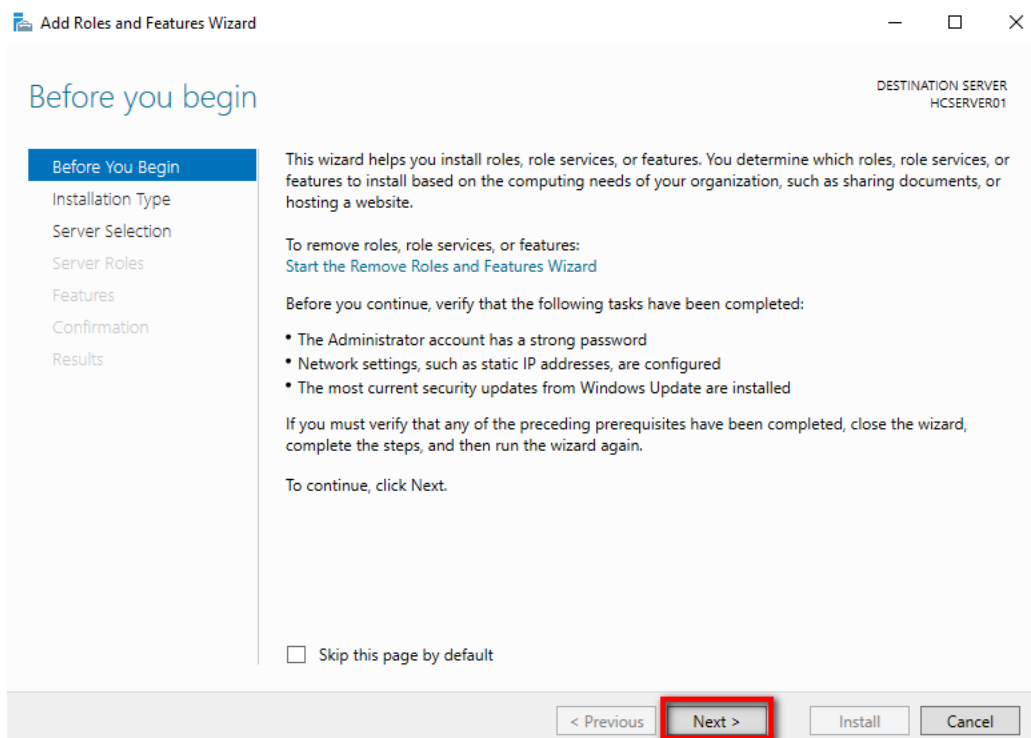 Add Roles and Features Wizard
Before you begin
DESTINATION SERVER
HCSERVER01
Before You Begin
Installation Type
Server Selection
Server Roles
Features
Confirmation
Results
This wizard helps you install roles, role services, or features. You determine which roles, role services, or
features to install based on the computing needs of your organization, such as sharing documents, or
hosting a website.
To remove roles, role services, or features:
Start the Remove Roles and Features Wizard
Before you continue, verify that the following tasks have been completed:
• The Administrator account has a strong password
• Network settings, such as static IP addresses, are configured
• The most current security updates from Windows Update are installed
If you must verify that any of the preceding prerequisites have been completed, close the wizard,
complete the steps, and then run the wizard again.
To continue, click Next.
Skip this page by default
< Previous
Next >
Install
Cancel